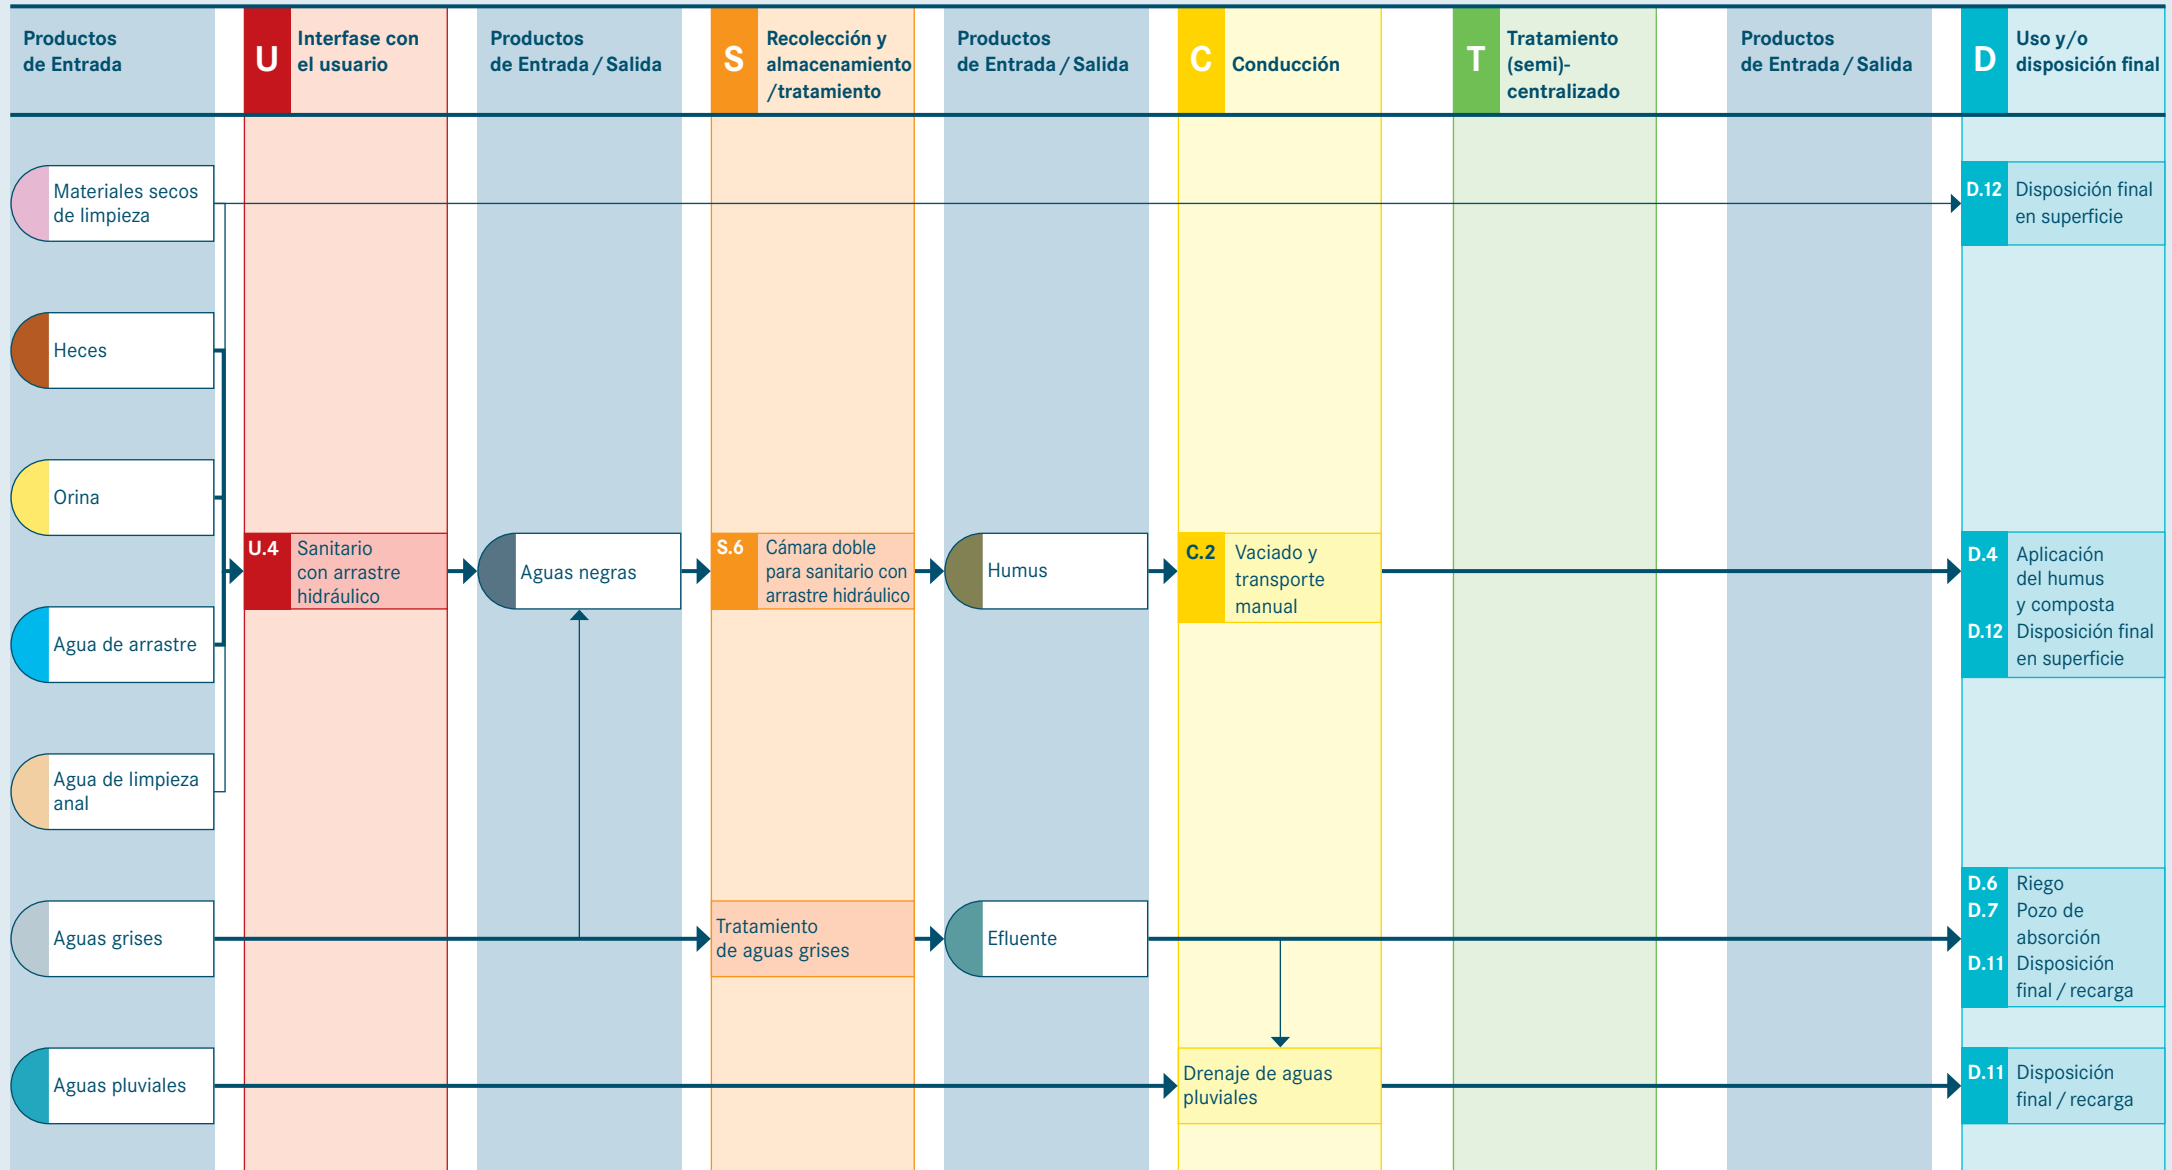 Productos
de Entrada
U
Interfase con
el usuario
Productos
de Entrada / Salida
S
Recolección y
almacenamiento
/tratamiento
Productos
de Entrada / Salida
C
Conducción
T
Tratamiento
(semi)-
centralizado
Productos
de Entrada / Salida
D
Uso y/o
disposición final
Materiales secos
de limpieza
D.12 Disposición final
en superficie
Heces
Orina
U.4 Sanitario
con arrastre
hidráulico
Aguas negras
S.6 Cámara doble
para sanitario con
arrastre hidráulico
Humus
C.2 Vaciado y
transporte
manual
D.4 Aplicación
del humus
y composta
D.12 Disposición final
en superficie
Agua de arrastre
Agua de limpieza
anal
Aguas grises
Tratamiento
de aguas grises
Efluente
D.6 Riego
D.7 Pozo de
absorción
D.11 Disposición
final / recarga
Aguas pluviales
Drenaje de aguas
pluviales
D.11 Disposición
final / recarga